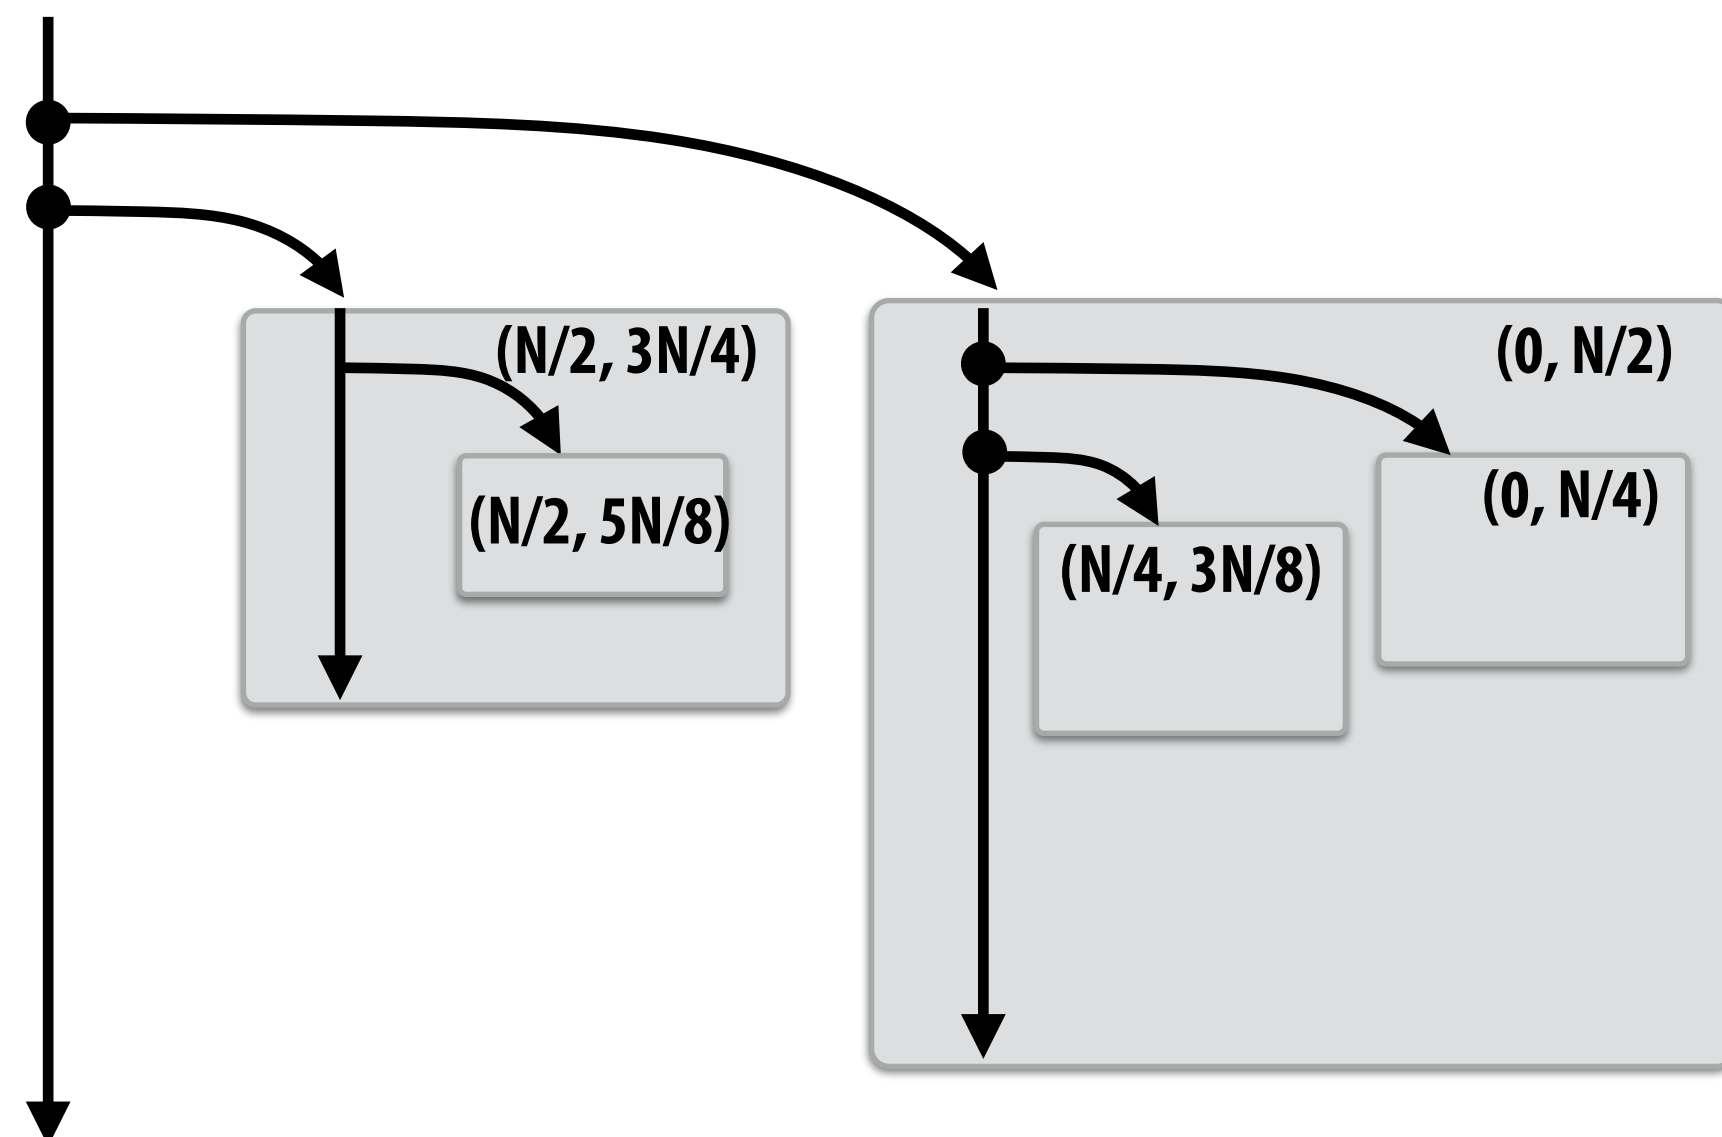 (N/2, 3N/4)
(0, N/2)
(N/2, 5N/8)
(0, N/4)
(N/4, 3N/8)